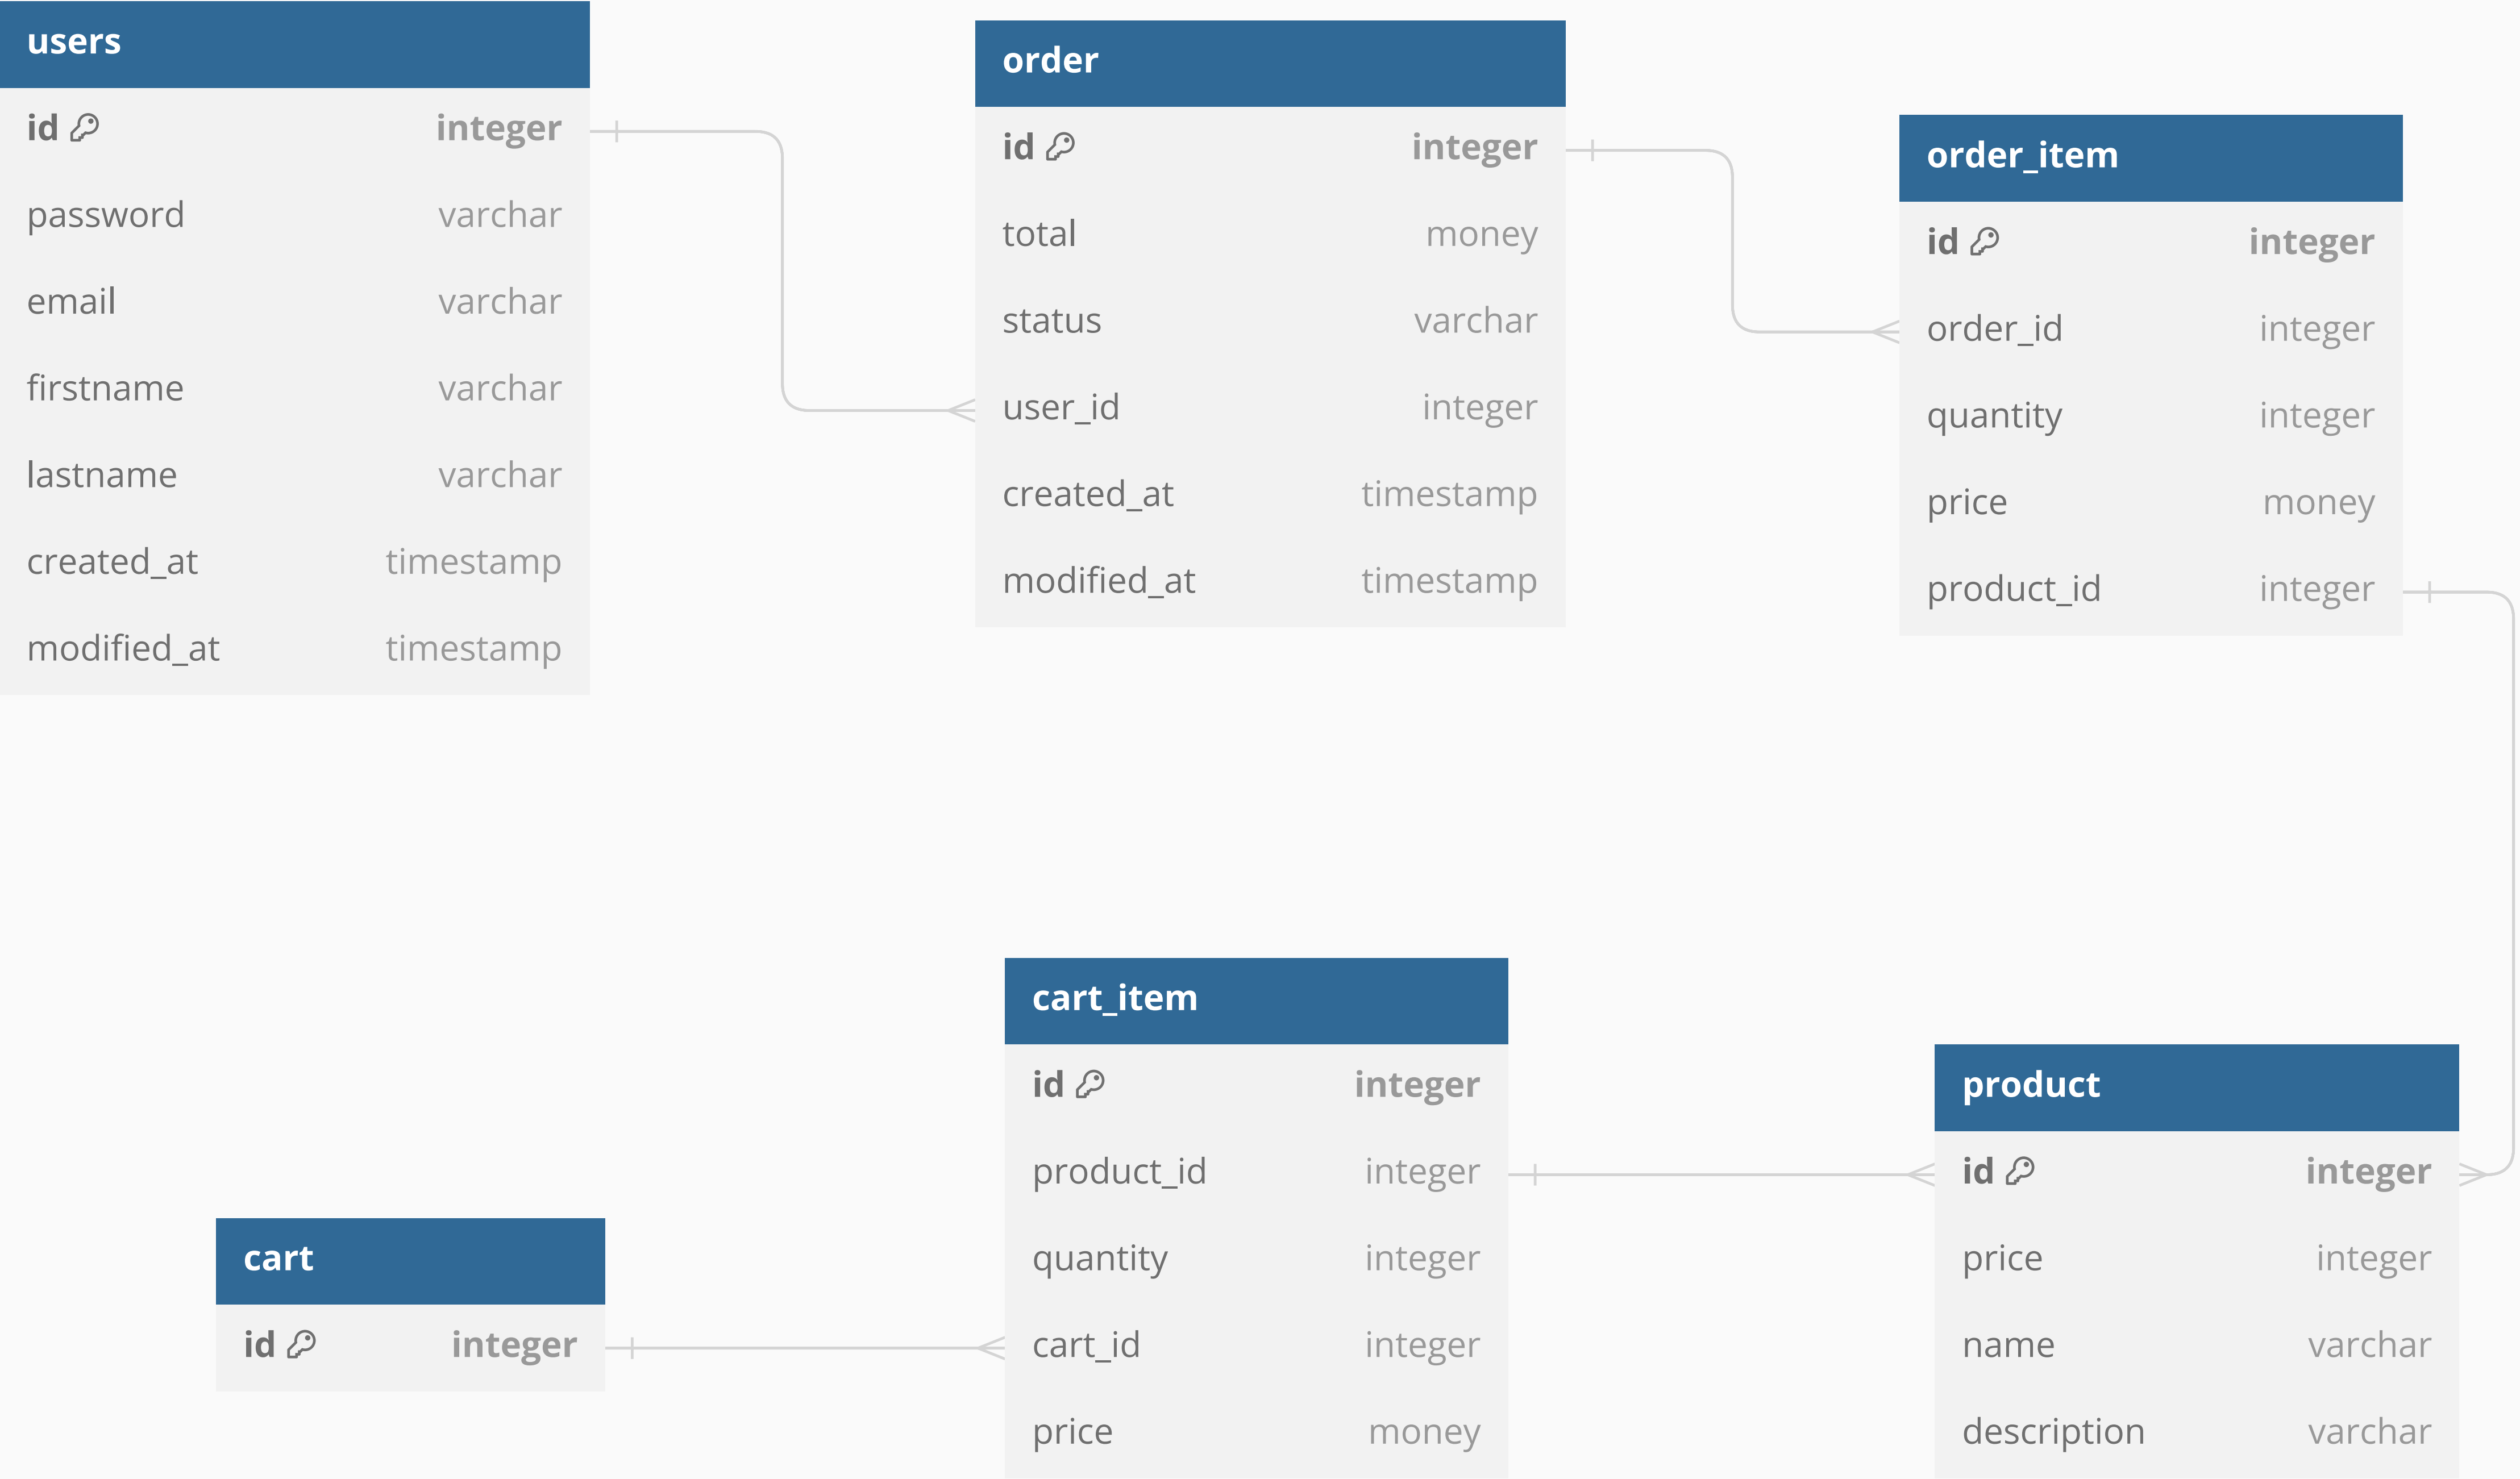 users
id integer
password varchar
email varchar
firstname varchar
lastname varchar
created_at timestamp
modified_at timestamp
order
id integer
total money
status varchar
user_id integer
created_at timestamp
modified_at timestamp
order_item
id integer
order_id integer
quantity integer
price money
product_id integer
cart
id integer
cart_item
id integer
product_id integer
quantity integer
cart_id integer
price money
product
id integer
price integer
name varchar
description varchar